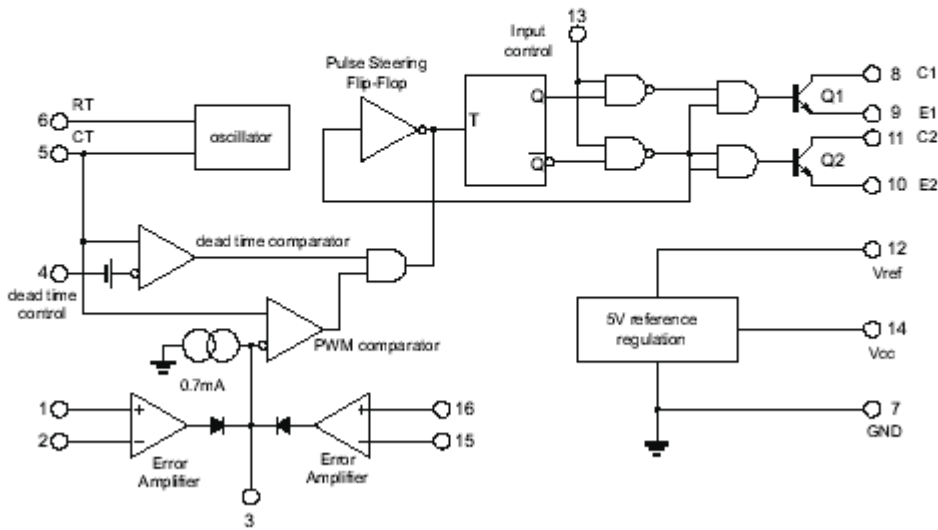 13
Input
control
Pulse Steering
Flip-Flop
8 C1
Q
Q1
RT
6
9 E1
T
oscillator
CT
5
11 C2
Q
Q2
10 E2
dead time comparator
12
Vref
4
dead time
control
5V reference
regulation
14
Vcc
PWM comparator
0.7mA
1
+
+
16
7
GND
2
−
−
15
Error
Amplifier
Error
Amplifier
3